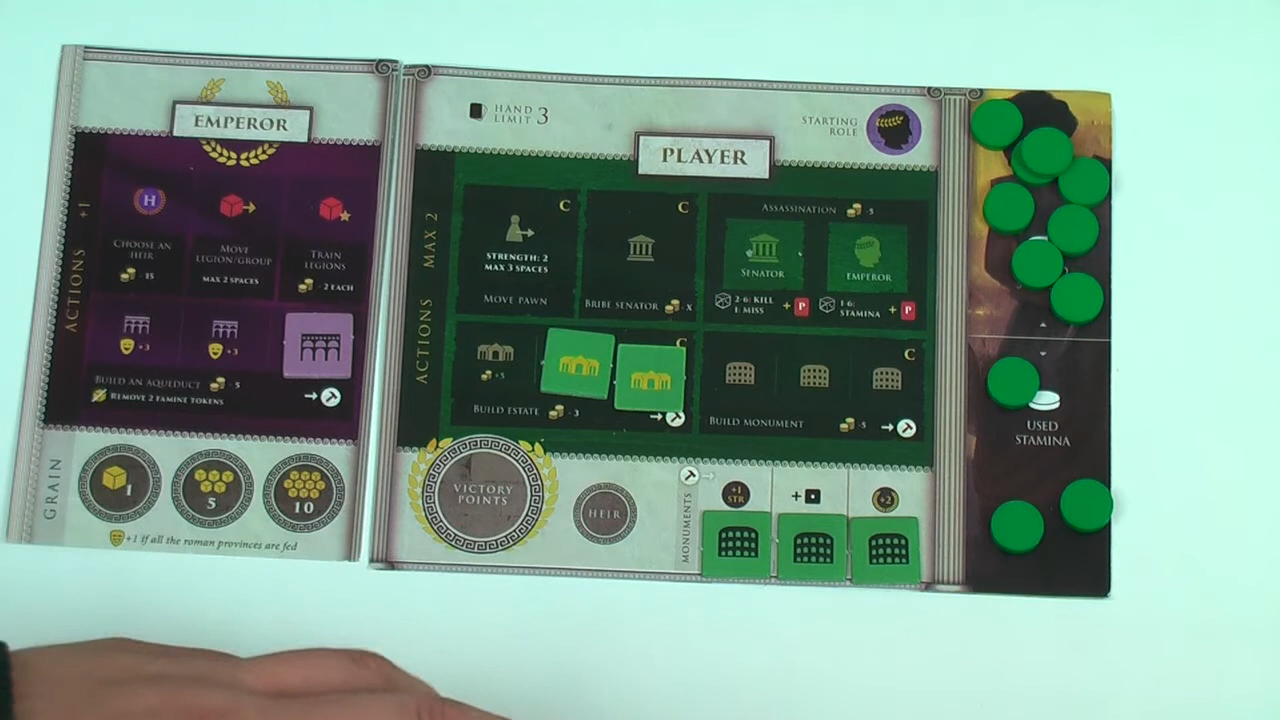 EMPEROR
ACTIONS +1
H
CHOOSE AN
HEIR
- 15
MOVE
LEGION/GROUP
MAX 2 SPACES
TRAIN
LEGIONS
- 2 EACH
+3
+3
BUILD AN AQUEDUCT - 5
REMOVE 2 FAMINE TOKENS
GRAIN
1
5
10
+1 if all the roman provinces are fed
HAND
LIMIT 3
STARTING
ROLE
PLAYER
ACTIONS MAX 2
C
STRENGTH: 2
MAX 3 SPACES
MOVE PAWN
C
BRIBE SENATOR - X
ASSASSINATION - 5
SENATOR
EMPEROR
2-6: KILL
1: MISS
+ P
1-6:
STAMINA
+ P
+5
C
BUILD ESTATE - 3
C
BUILD MONUMENT - 5
VICTORY
POINTS
HEIR
MONUMENTS
+1
STR
+
+2
USED
STAMINA